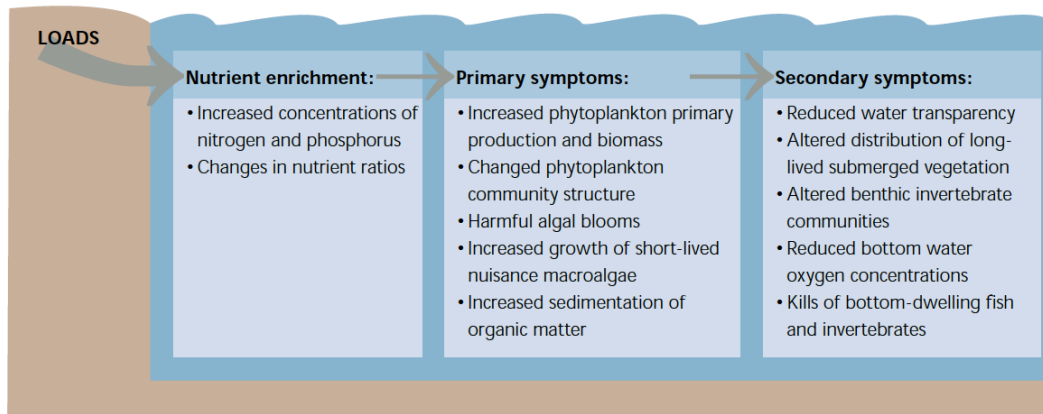 LOADS
Nutrient enrichment:
• Increased concentrations of
nitrogen and phosphorus
• Changes in nutrient ratios
Primary symptoms:
• Increased phytoplankton primary
production and biomass
• Changed phytoplankton
community structure
• Harmful algal blooms
• Increased growth of short-lived
nuisance macroalgae
• Increased sedimentation of
organic matter
Secondary symptoms:
• Reduced water transparency
• Altered distribution of long-
lived submerged vegetation
• Altered benthic invertebrate
communities
• Reduced bottom water
oxygen concentrations
• Kills of bottom-dwelling fish
and invertebrates